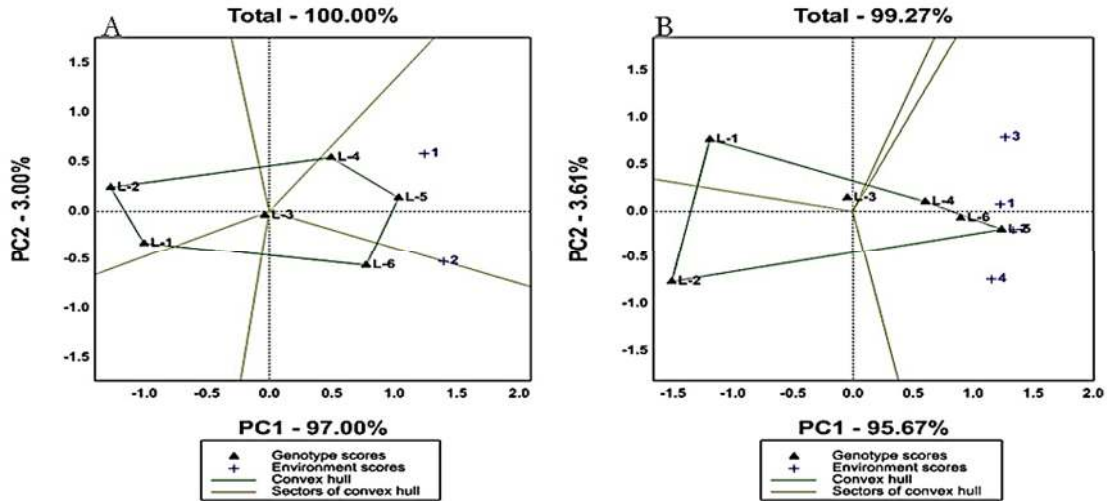 A
Total - 100.00%
PC2 - 3.00%
1.5
1.0
0.5
0.0
-0.5
-1.0
-1.5
L-2
L-4
1
L-5
L-3
L-1
L-6
2
-1.0
-0.5
0.0
0.5
1.0
1.5
2.0
PC1 - 97.00%
Genotype scores
Environment scores
Convex hull
Sectors of convex hull
B
Total - 99.27%
PC2 - 3.61%
1.5
1.0
0.5
0.0
-0.5
-1.0
-1.5
L-1
3
L-3
L-4
1
L-6
L-5
L-2
4
-1.5
-1.0
-0.5
0.0
0.5
1.0
1.5
2.0
PC1 - 95.67%
Genotype scores
Environment scores
Convex hull
Sectors of convex hull